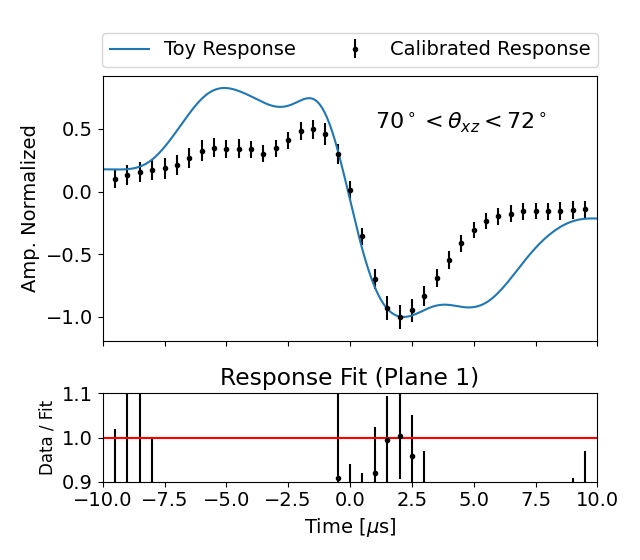 Toy Response
Calibrated Response
70° < θxz < 72°
Amp. Normalized
0.5
0.0
−0.5
−1.0
Response Fit (Plane 1)
Data / Fit
1.1
1.0
0.9
−10.0 −7.5 −5.0 −2.5 0.0 2.5 5.0 7.5 10.0
Time [μs]